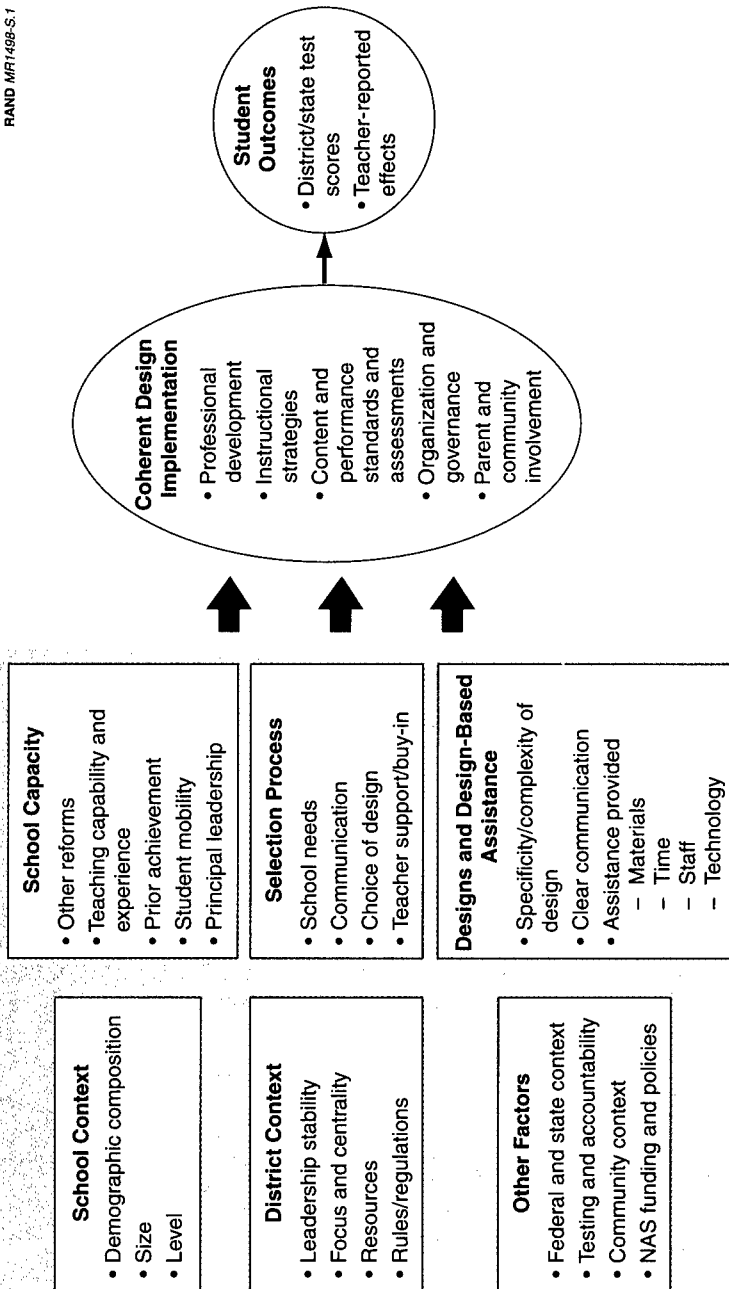 RAND MR1498-S.1
School Context
• Demographic composition
• Size
• Level
District Context
• Leadership stability
• Focus and centrality
• Resources
• Rules/regulations
Other Factors
• Federal and state context
• Testing and accountability
• Community context
• NAS funding and policies
School Capacity
• Other reforms
• Teaching capability and
experience
• Prior achievement
• Student mobility
• Principal leadership
Selection Process
• School needs
• Communication
• Choice of design
• Teacher support/buy-in
Designs and Design-Based
Assistance
• Specificity/complexity of
design
• Clear communication
• Assistance provided
– Materials
– Time
– Staff
– Technology
Coherent Design
Implementation
• Professional
development
• Instructional
strategies
• Content and
performance
standards and
assessments
• Organization and
governance
• Parent and
community
involvement
Student
Outcomes
• District/state test
scores
• Teacher-reported
effects